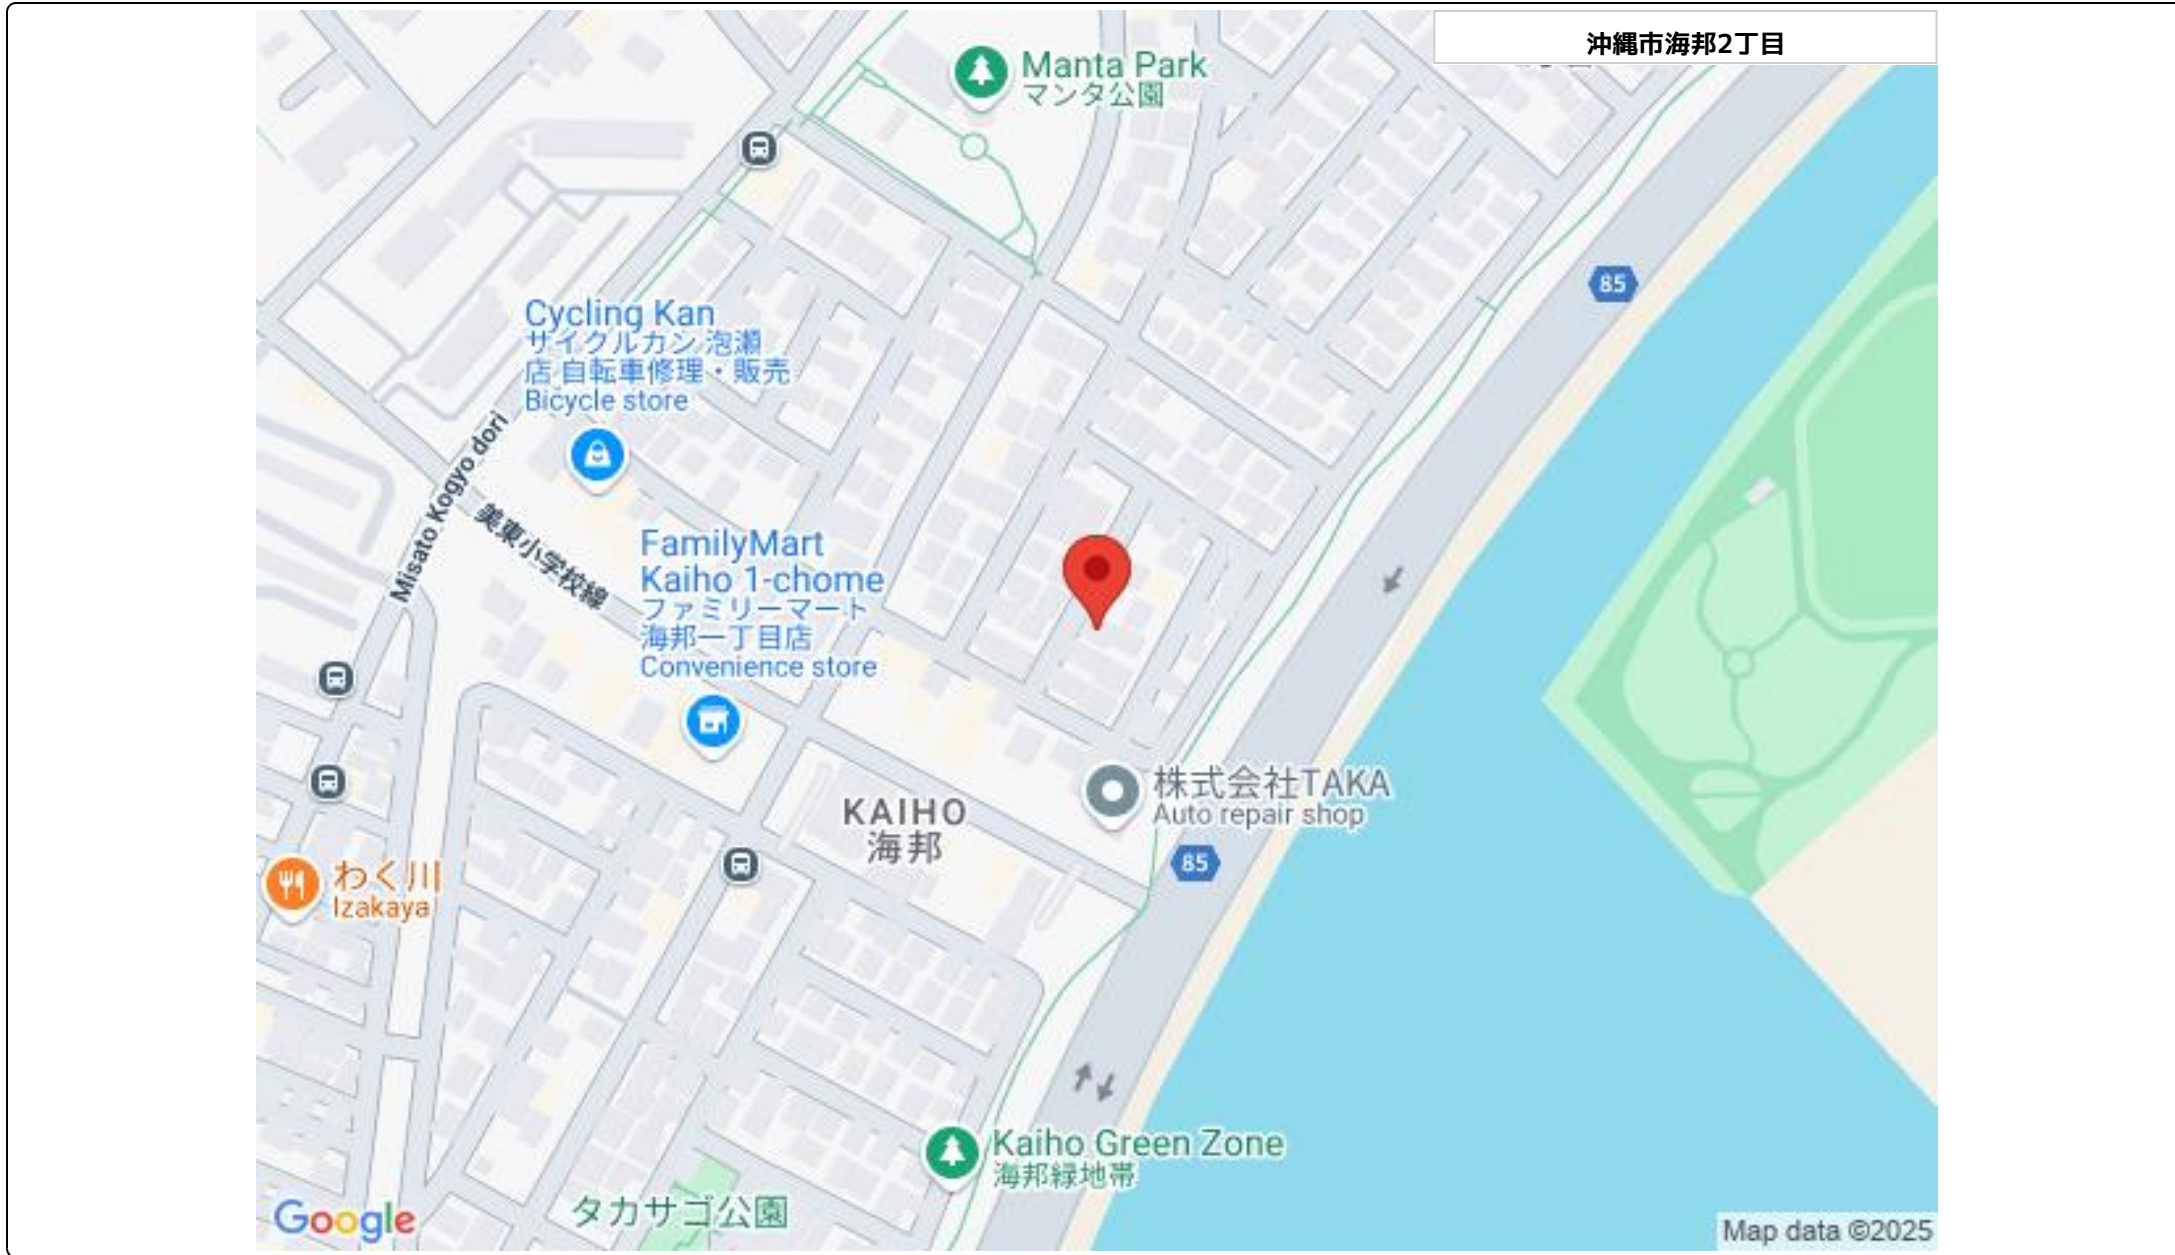 沖縄市海邦2丁目
Manta Park
マンタ公園
85
Cycling Kan
サイクルカン 泡瀬
店 自転車修理・販売
Bicycle store
Misato Kogyo dori
美東小学校線
FamilyMart
Kaiho 1-chome
ファミリーマート
海邦一丁目店
Convenience store
株式会社TAKA
Auto repair shop
KAIHO
海邦
85
わく川
Izakaya
Kaiho Green Zone
海邦緑地帯
タカサゴ公園
Google
Map data ©2025